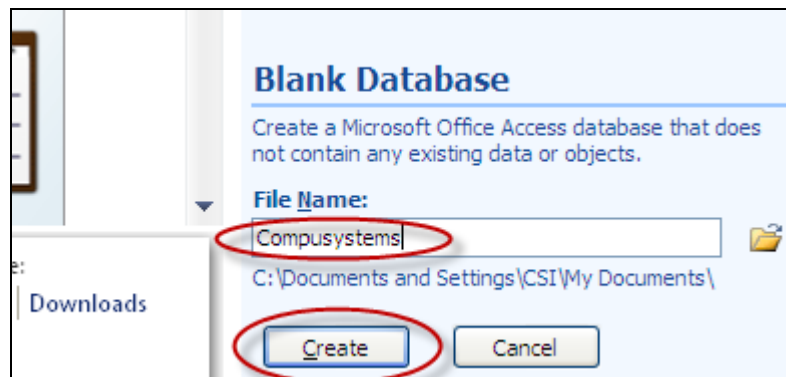 Blank Database
Create a Microsoft Office Access database that does
not contain any existing data or objects.
File Name:
Compusystems
C:\Documents and Settings\CSI\My Documents\
e:
Downloads
Create
Cancel